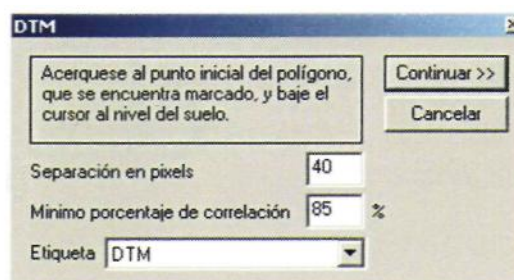 DTM
Acerquese al punto inicial del polígono,
que se encuentra marcado, y baje el
cursor al nivel del suelo.
Continuar >>
Cancelar
Separación en pixels 40
Minimo porcentaje de correlación 85 %
Etiqueta DTM